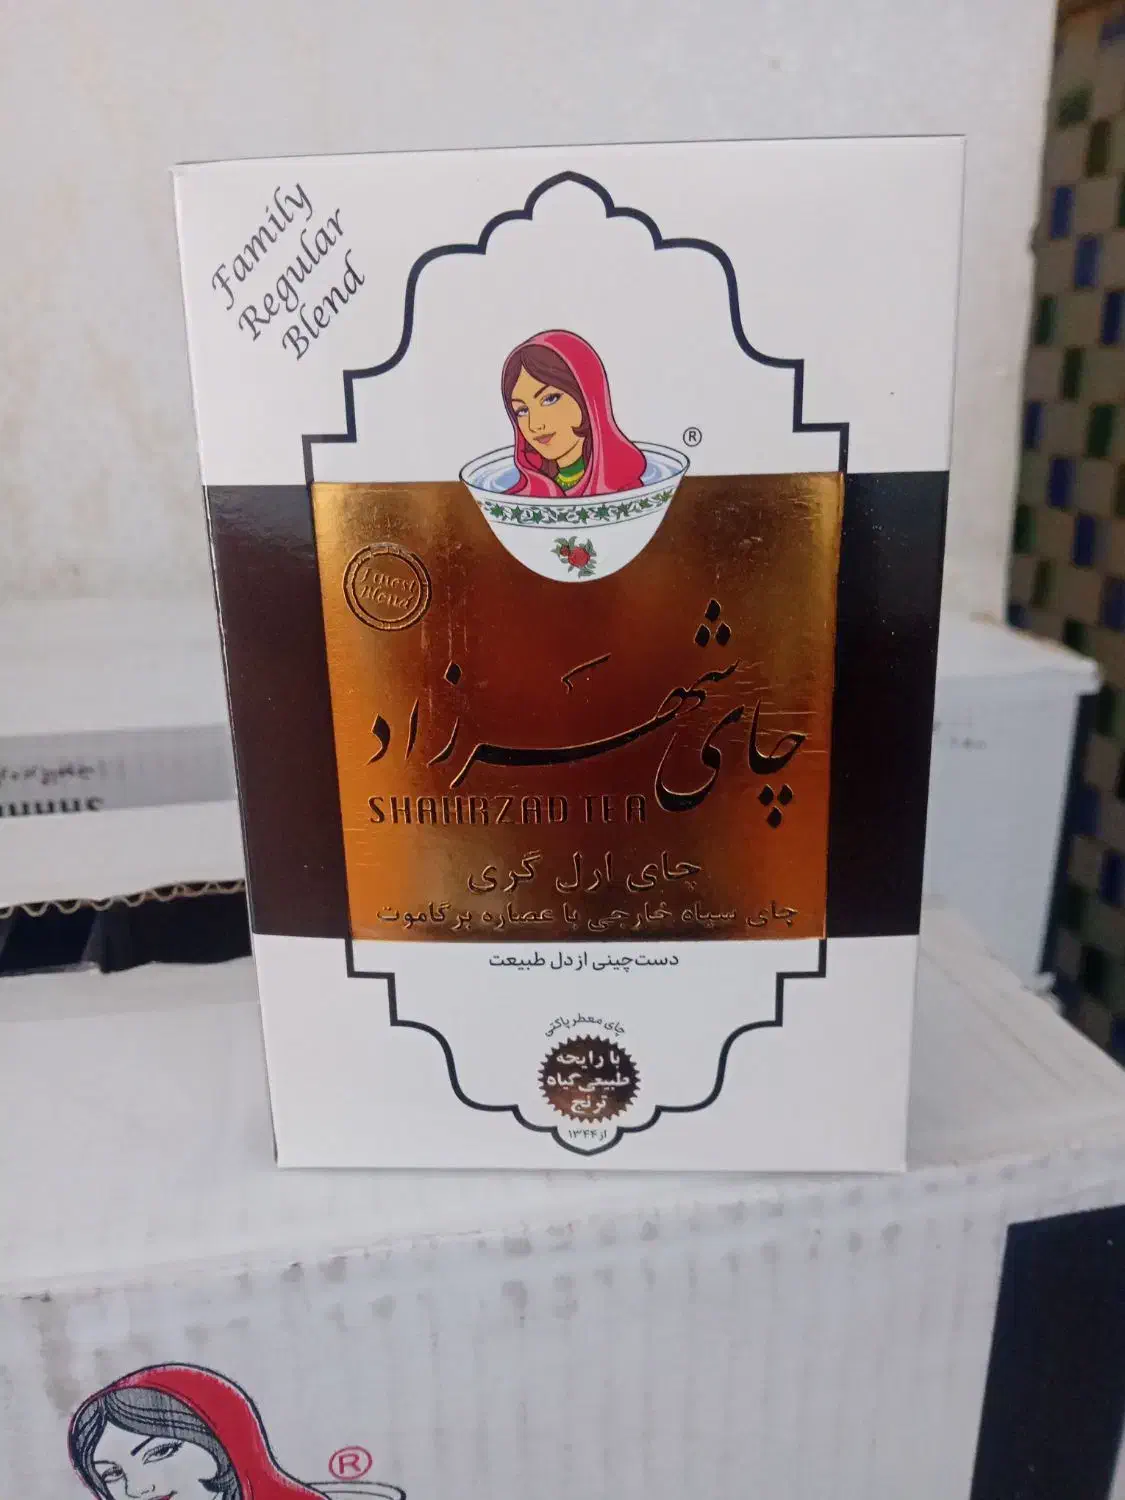 Family
Regular
Blend
®
Finest
Blend
چای شهرزاد
SHAHRZAD TEA
چای ارل گری
چای سیاه خارجی با عصاره برگاموت
دست‌چینی از دل طبیعت
چای معطر پاکتی
با رایحه
طبیعی گیاه
ترنج
از ۱۳۴۴
®